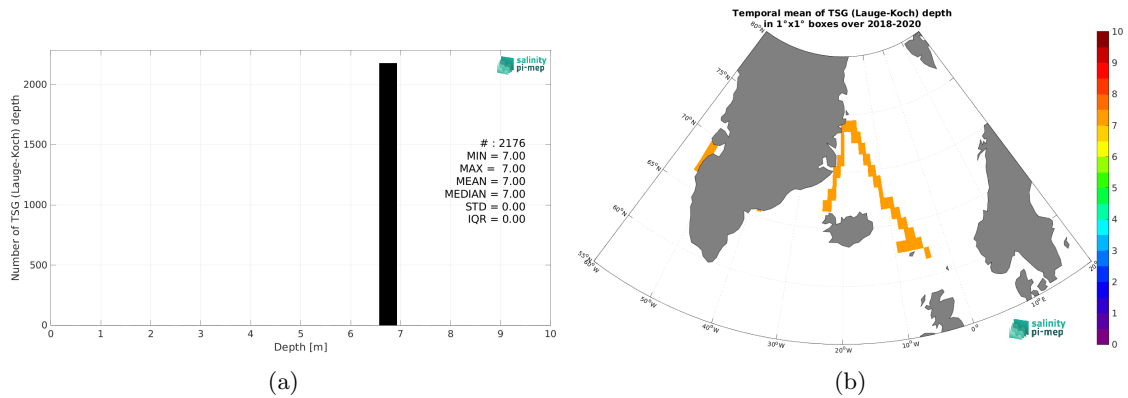 2000
1500
1000
500
0
Number of TSG (Lauge-Koch) depth
salinity
pi-mep
# : 2176
MIN = 7.00
MAX = 7.00
MEAN = 7.00
MEDIAN = 7.00
STD = 0.00
IQR = 0.00
0 1 2 3 4 5 6 7 8 9 10
Depth [m]
(a)
Temporal mean of TSG (Lauge-Koch) depth
in 1°x1° boxes over 2018-2020
80°N
75°N
70°N
65°N
60°N
55°N
60°W
50°W
40°W
30°W
20°W
10°W
0°
10°E
salinity
pi-mep
10
9
8
7
6
5
4
3
2
1
0
(b)